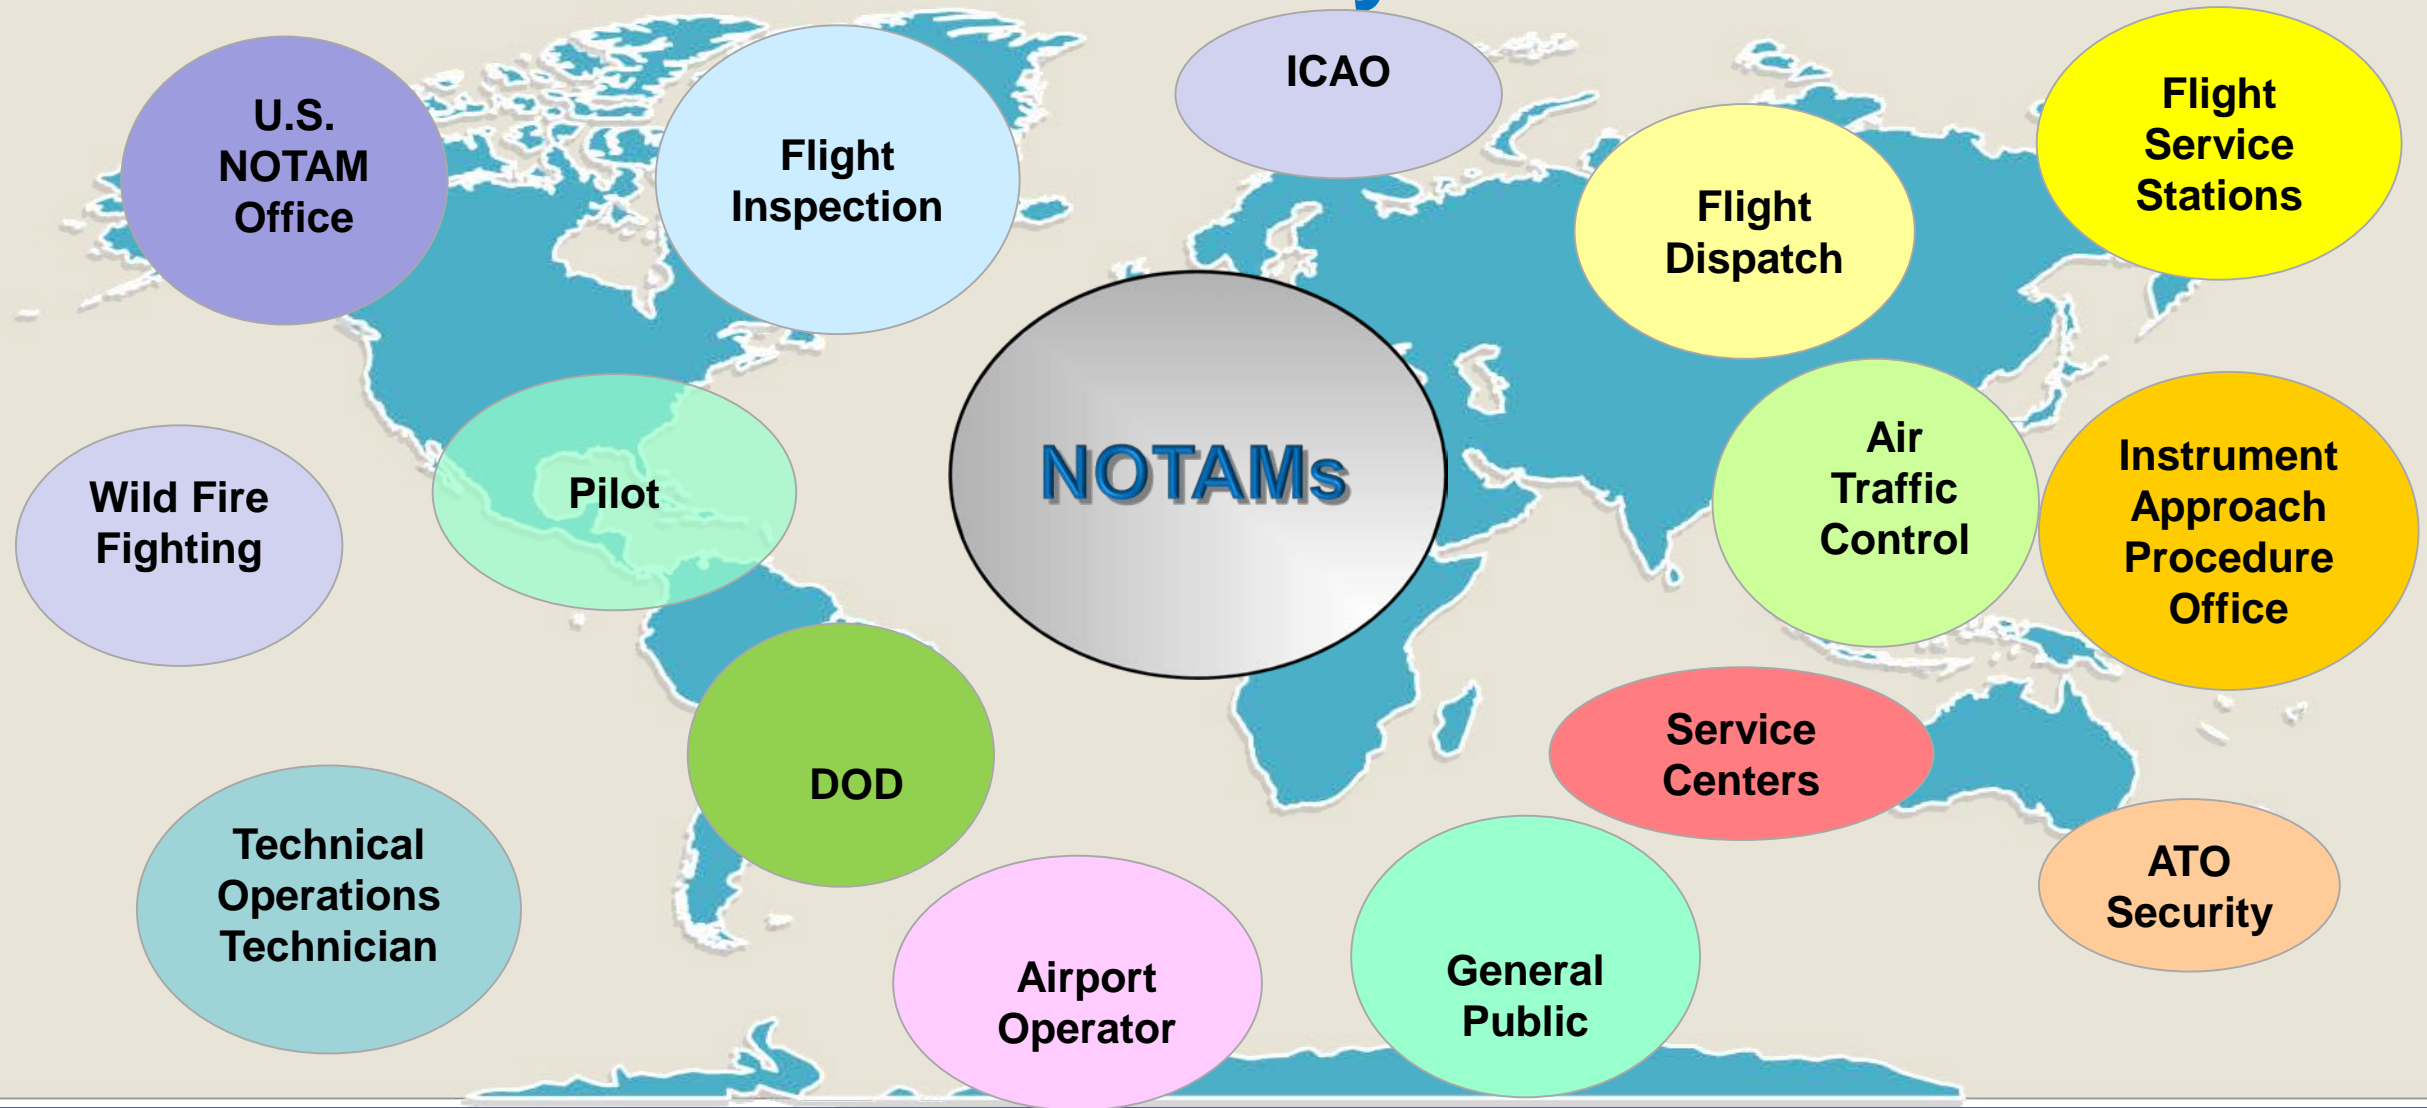 U.S.
NOTAM
Office
Flight
Inspection
ICAO
Flight
Dispatch
Flight
Service
Stations
Wild Fire
Fighting
Pilot
NOTAMs
Air
Traffic
Control
Instrument
Approach
Procedure
Office
DOD
Service
Centers
Technical
Operations
Technician
Airport
Operator
General
Public
ATO
Security